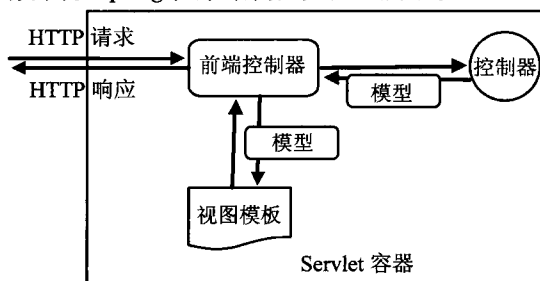 HTTP 请求
前端控制器
控制器
HTTP 响应
模型
模型
视图模板
Servlet 容器